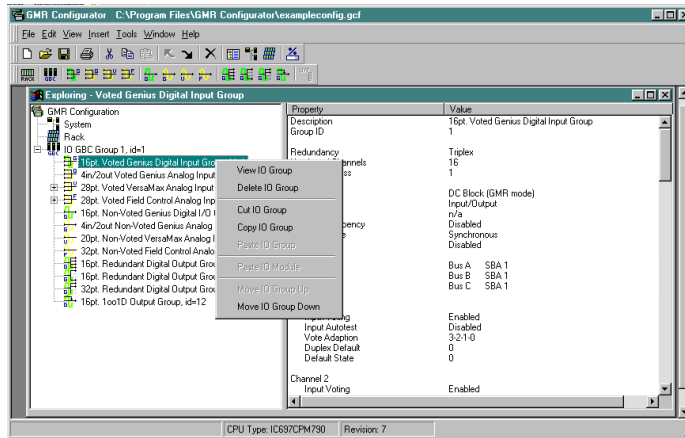 GMR Configurator C:\Program Files\GMR Configurator\exampleconfig.gcf
File Edit View Insert Tools Window Help
RACK GBC
Exploring - Voted Genius Digital Input Group
GMR Configuration
System
Rack
IO GBC Group 1, id=1
16pt. Voted Genius Digital Input
4in/2out Voted Genius Analog Input
28pt. Voted VersaMax Analog Input
28pt. Voted Field Control Analog Inp
16pt. Non-Voted Genius Digital I/O
4in/2out Non-Voted Genius Analog
20pt. Non-Voted VersaMax Analog I
32pt. Non-Voted Field Control Analo
16pt. Redundant Digital Output Grou
16pt. Redundant Digital Output Grou
32pt. Redundant Digital Output Grou
16pt. 1oo1D Output Group, id=12
View IO Group
Delete IO Group
Cut IO Group
Copy IO Group
Paste IO Group
Paste IO Module
Move IO Group Up
Move IO Group Down
Property Value
Description 16pt. Voted Genius Digital Input Group
Group ID 1
Redundancy Triplex
annels 16
ss 1
DC Block (GMR mode)
Input/Output
n/a
pency Disabled
e Synchronous
Disabled
Bus A SBA 1
Bus B SBA 1
Bus C SBA 1
Enabled
Input Autotest Disabled
Vote Adaption 3-2-1-0
Duplex Default 0
Default State 0
Channel 2
Input Voting Enabled
CPU Type: IC697CPM790 Revision: 7